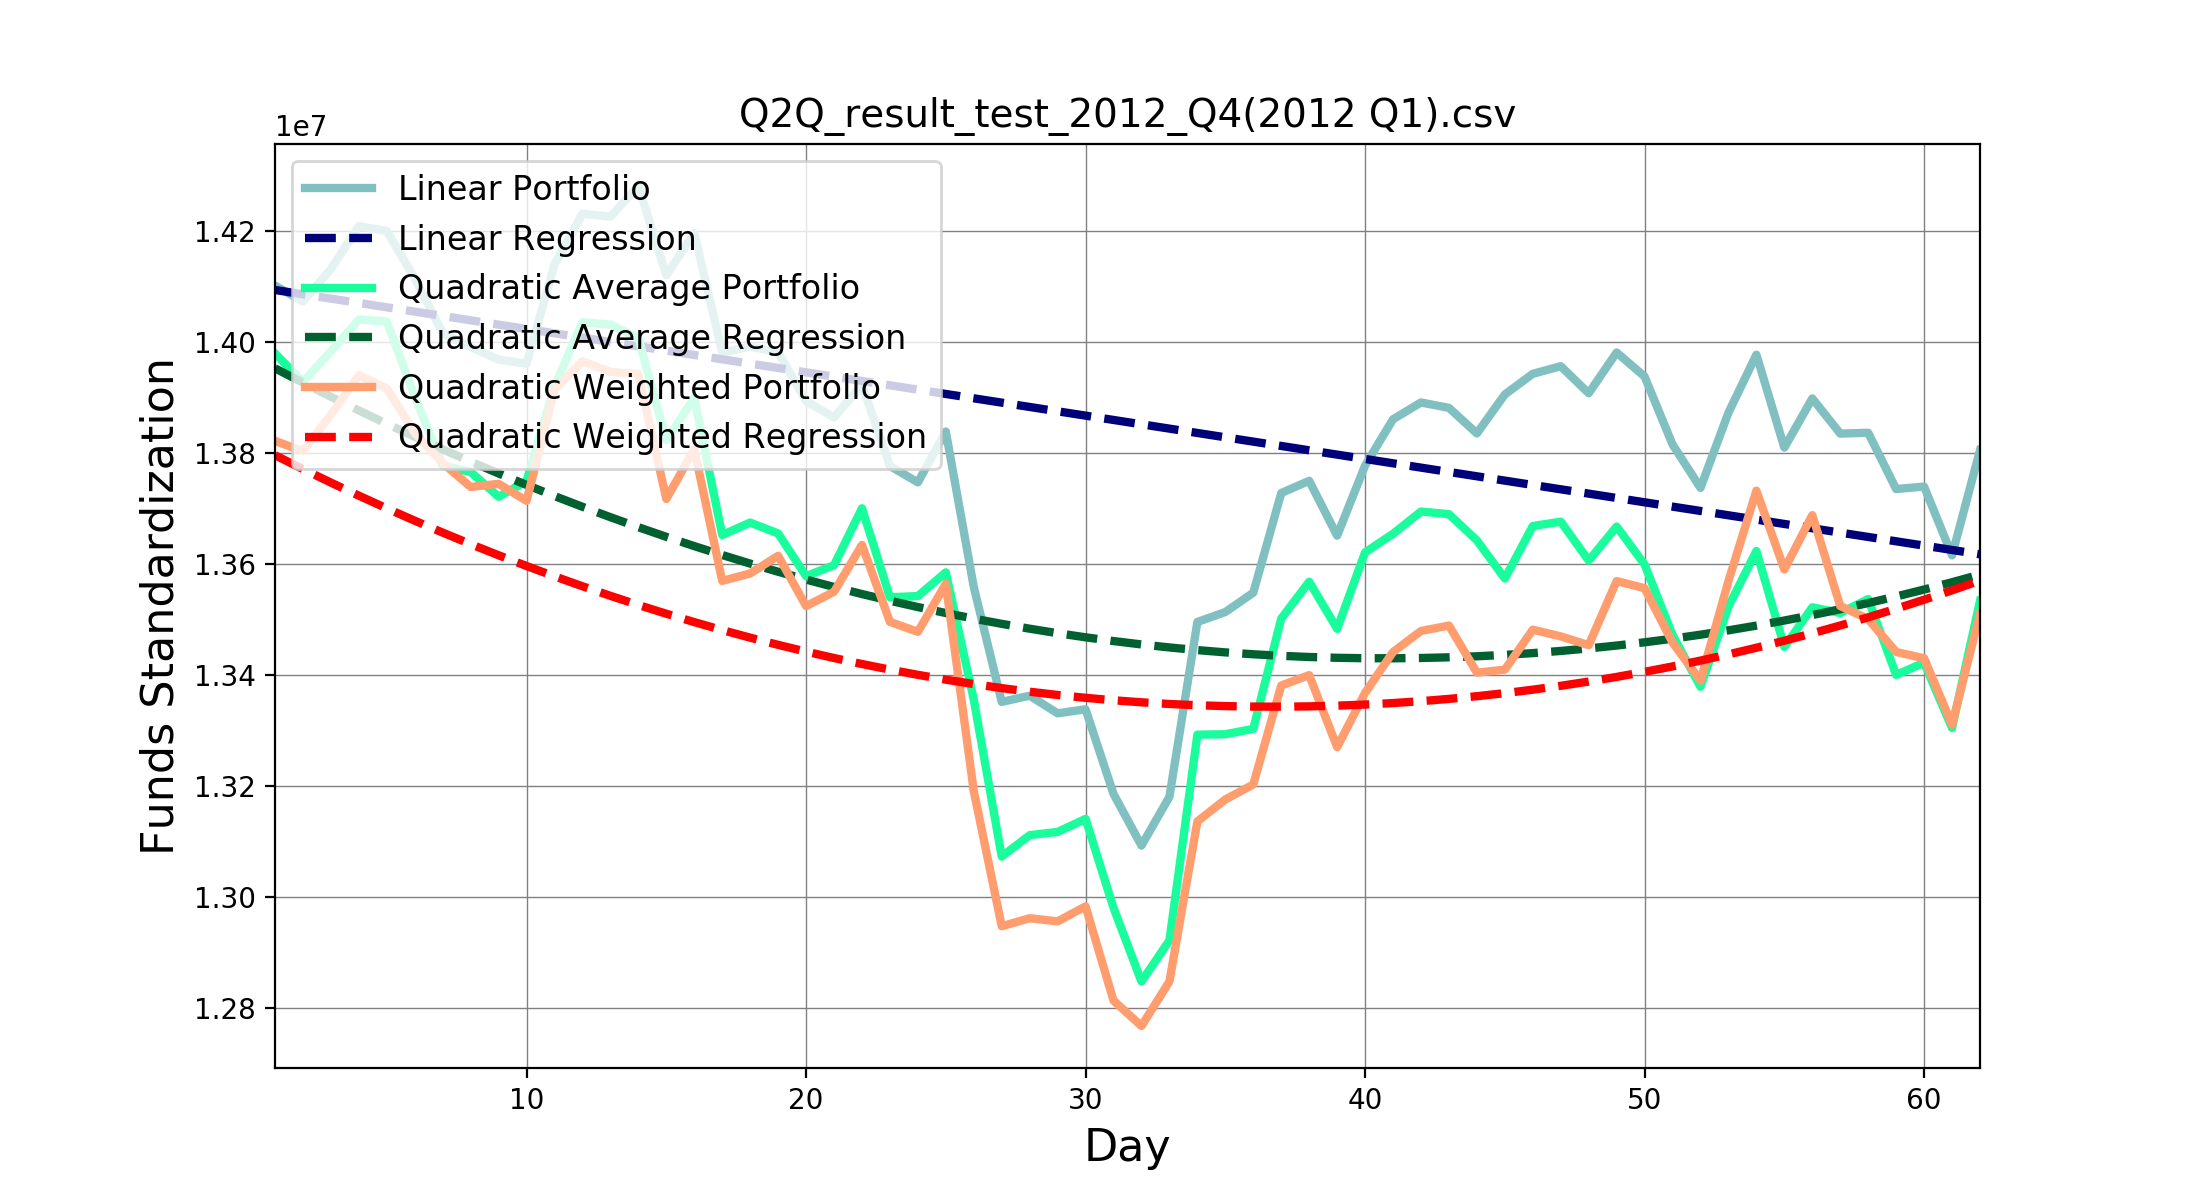 Q2Q_result_test_2012_Q4(2012 Q1).csv
1e7
Linear Portfolio
Linear Regression
Quadratic Average Portfolio
Quadratic Average Regression
Quadratic Weighted Portfolio
Quadratic Weighted Regression
Funds Standardization
1.42
1.40
1.38
1.36
1.34
1.32
1.30
1.28
10 20 30 40 50 60
Day